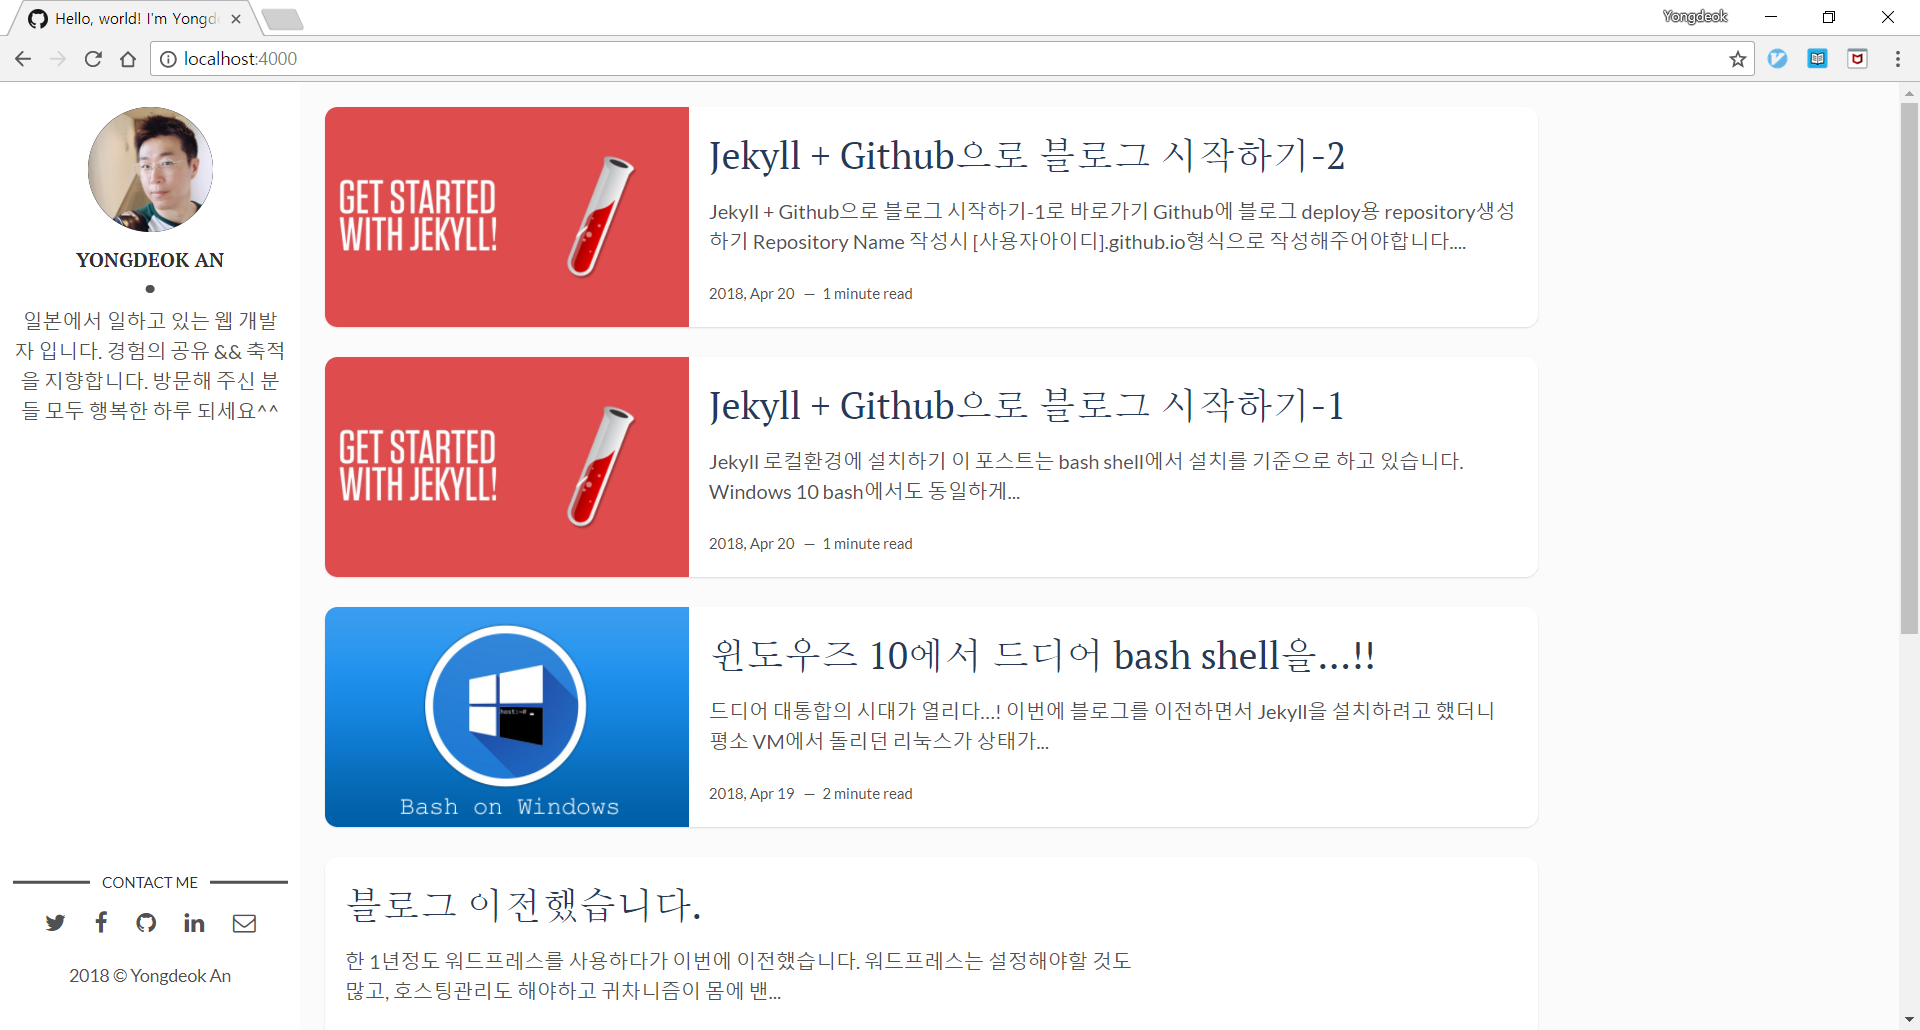 Hello, world! I'm Yongd
Yongdeok
localhost:4000
YONGDEOK AN
일본에서 일하고 있는 웹 개발
자 입니다. 경험의 공유 && 축적
을 지향합니다. 방문해 주신 분
들 모두 행복한 하루 되세요^^
CONTACT ME
2018 © Yongdeok An
GET STARTED
WITH JEKYLL!
Jekyll + Github으로 블로그 시작하기-2
Jekyll + Github으로 블로그 시작하기-1로 바로가기 Github에 블로그 deploy용 repository생성
하기 Repository Name 작성시 [사용자아이디].github.io형식으로 작성해주어야합니다....
2018, Apr 20 — 1 minute read
GET STARTED
WITH JEKYLL!
Jekyll + Github으로 블로그 시작하기-1
Jekyll 로컬환경에 설치하기 이 포스트는 bash shell에서 설치를 기준으로 하고 있습니다.
Windows 10 bash에서도 동일하게...
2018, Apr 20 — 1 minute read
host:~#
Bash on Windows
윈도우즈 10에서 드디어 bash shell을...!!
드디어 대통합의 시대가 열리다...! 이번에 블로그를 이전하면서 Jekyll을 설치하려고 했더니
평소 VM에서 돌리던 리눅스가 상태가...
2018, Apr 19 — 2 minute read
블로그 이전했습니다.
한 1년정도 워드프레스를 사용하다가 이번에 이전했습니다. 워드프레스는 설정해야할 것도
많고, 호스팅관리도 해야하고 귀차니즘이 몸에 밴...